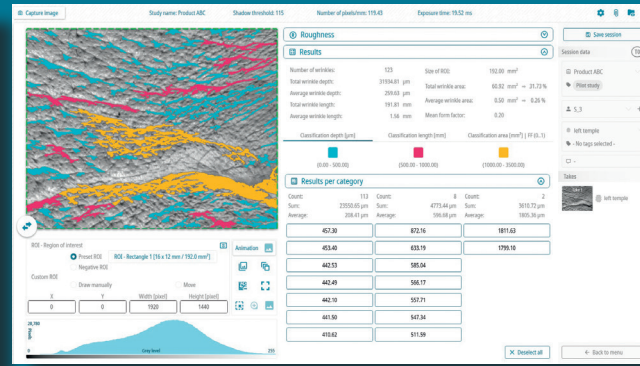 Capture Image
Study name: Product ABC
Shadow threshold: 115
Number of pixels/mm: 119.43
Exposure time: 19.52 ms
Roughness
Results
Number of wrinkles: 123
Total wrinkle depth: 31934.81 µm
Average wrinkle depth: 259.63 µm
Total wrinkle length: 191.81 mm
Average wrinkle length: 1.56 mm
Size of ROI: 192.00 mm²
Total wrinkle area: 60.92 mm² = 31.73 %
Average wrinkle area: 0.50 mm² = 0.26 %
Mean form factor: 0.20
Classification depth [µm]
Classification length [mm]
Classification area [mm²] | FF (0..1)
(0.00 - 500.00)
(500.00 - 1000.00)
(1000.00 - 3500.00)
Results per category
Count: 113
Sum: 23550.65 µm
Average: 208.41 µm
Count: 8
Sum: 4773.44 µm
Average: 596.68 µm
Count: 2
Sum: 3610.72 µm
Average: 1805.36 µm
457.30 872.16 1811.63
453.40 633.19 1799.10
442.53 585.04
442.49 566.17
442.10 557.71
441.50 547.34
410.62 511.59
Deselect all
ROI - Region of interest
Preset ROI
ROI - Rectangle 1 [16 x 12 mm / 192.0 mm²]
Negative ROI
Custom ROI
Draw manually
Move
X Y Width [pixel] Height [pixel]
0 0 1920 1440
Animation
28,789
Pixels
0
Grey level
255
Save session
Session data
Product ABC
Pilot study
S_3
left temple
- No tags selected -
-
Takes
left temple
Back to menu